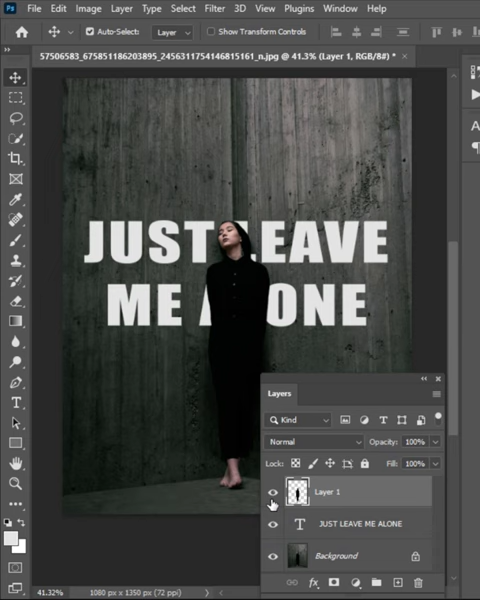 Ps File Edit Image Layer Type Select Filter 3D View Plugins Window
Auto-Select: Layer Show Transform Controls
57506583_675851186203895_2456311754146815161_n.jpg @ 41.3% (Layer 1, RGB/8#) *
JUST LEAVE
ME A ONE
Layers
Kind
Normal Opacity: 100%
Lock: Fill: 100%
Layer 1
T JUST LEAVE ME ALONE
Background
fx
41.32% 1080 px x 1350 px (72 ppi)